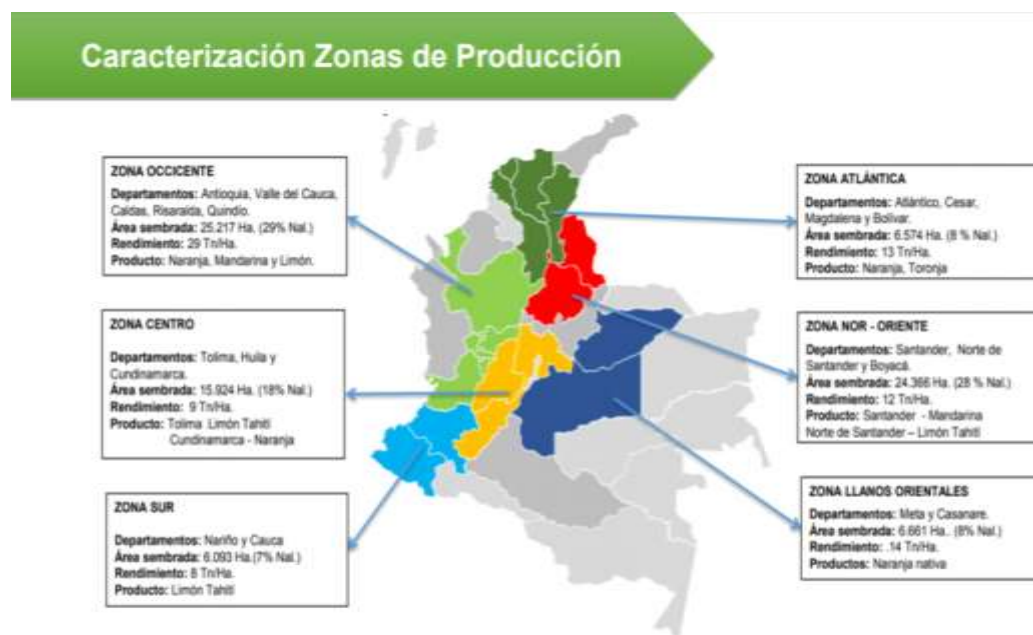 Caracterización Zonas de Producción
ZONA OCCICENTE
Departamentos: Antioquia, Valle del Cauca,
Caldas, Risaralda, Quindío.
Área sembrada: 25.217 Ha. (29% Nal.)
Rendimiento: 29 Tn/Ha.
Producto: Naranja, Mandarina y Limón.
ZONA CENTRO
Departamentos: Tolima, Huila y
Cundinamarca.
Área sembrada: 15.924 Ha. (18% Nal.)
Rendimiento: 9 Tn/Ha.
Producto: Tolima Limón Tahití
Cundinamarca - Naranja
ZONA SUR
Departamentos: Nariño y Cauca
Área sembrada: 6.093 Ha.(7% Nal.)
Rendimiento: 8 Tn/Ha.
Producto: Limón Tahití
ZONA ATLÁNTICA
Departamentos: Atlántico, Cesar,
Magdalena y Bolívar.
Área sembrada: 6.574 Ha. (8 % Nal.)
Rendimiento: 13 Tn/Ha.
Producto: Naranja, Toronja
ZONA NOR - ORIENTE
Departamentos: Santander, Norte de
Santander y Boyacá.
Área sembrada: 24.366 Ha. (28 % Nal.)
Rendimiento: 12 Tn/Ha.
Producto: Santander - Mandarina
Norte de Santander – Limón Tahití
ZONA LLANOS ORIENTALES
Departamentos: Meta y Casanare.
Área sembrada: 6.661 Ha.. (8% Nal.)
Rendimiento: .14 Tn/Ha.
Productos: Naranja nativa